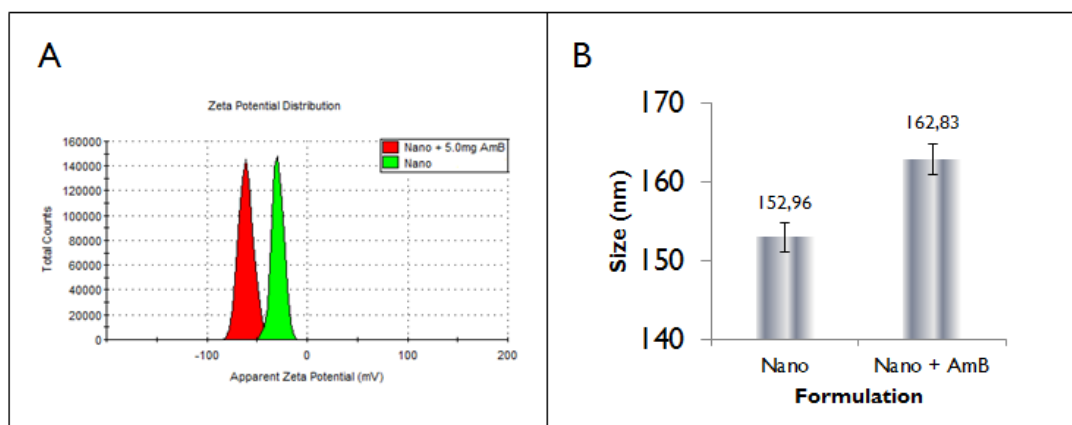 A
Zeta Potential Distribution
160000
140000
120000
100000
80000
60000
40000
20000
0
Total Counts
Nano + 5.0mg AmB
Nano
-100 0 100 200
Apparent Zeta Potential (mV)
B
170
160
150
140
Size (nm)
152,96
162,83
Nano Nano + AmB
Formulation